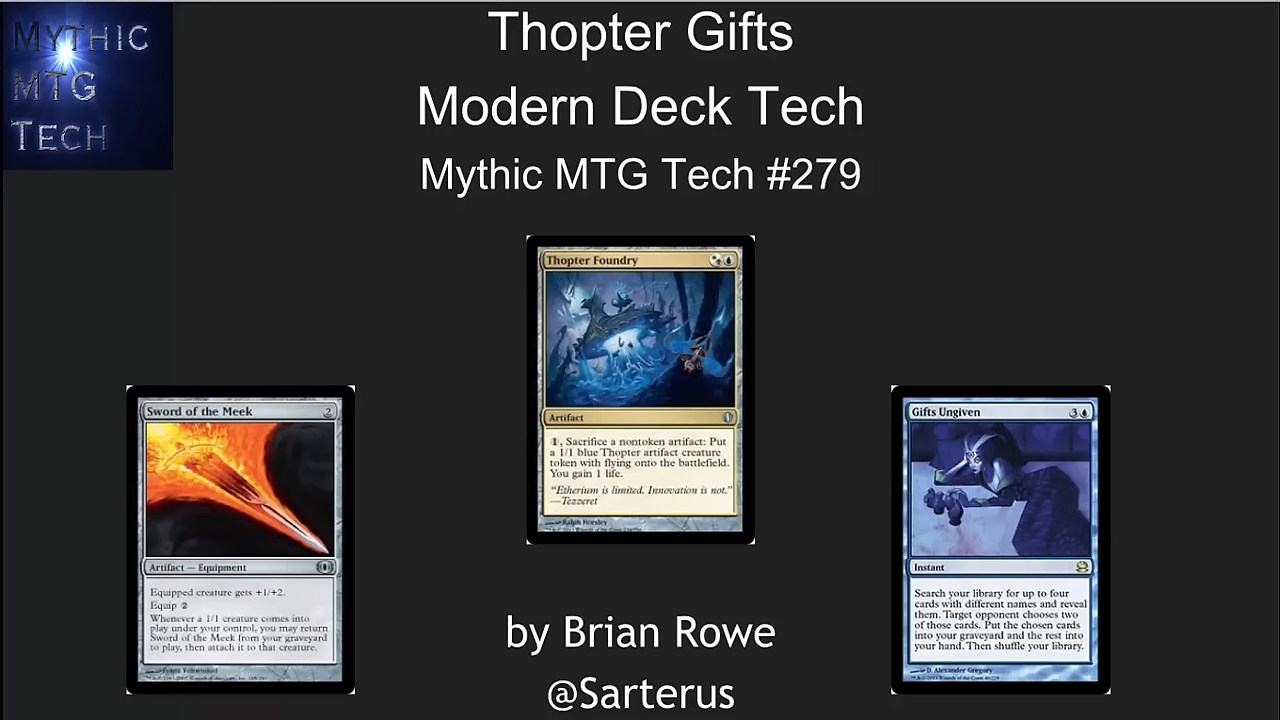 MYTHIC
MTG
TECH
Thopter Gifts
Modern Deck Tech
Mythic MTG Tech #279
Thopter Foundry
Artifact
1, Sacrifice a nontoken artifact: Put
a 1/1 blue Thopter artifact creature
token with flying onto the battlefield.
You gain 1 life.
"Etherium is limited. Innovation is not."
—Tezzeret
Ralph Horsley
Sword of the Meek 2
Artifact — Equipment
Equipped creature gets +1/+2.
Equip 2
Whenever a 1/1 creature comes into
play under your control, you may return
Sword of the Meek from your graveyard
to play, then attach it to that creature.
Gifts Ungiven 3
Instant
Search your library for up to four
cards with different names and reveal
them. Target opponent chooses two
of those cards. Put the chosen cards
into your graveyard and the rest into
your hand. Then shuffle your library.
D. Alexander Gregory
by Brian Rowe
@Sarterus